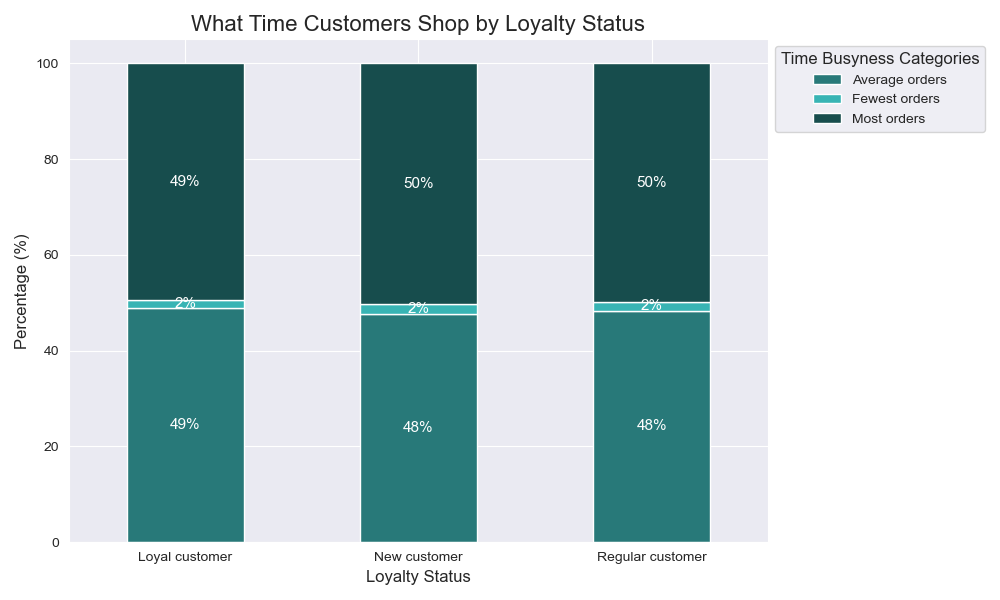 What Time Customers Shop by Loyalty Status
Time Busyness Categories
Average orders
Fewest orders
Most orders
Percentage (%)
100
80
60
40
20
0
49%
50%
50%
2%
2%
2%
49%
48%
48%
Loyal customer
New customer
Regular customer
Loyalty Status